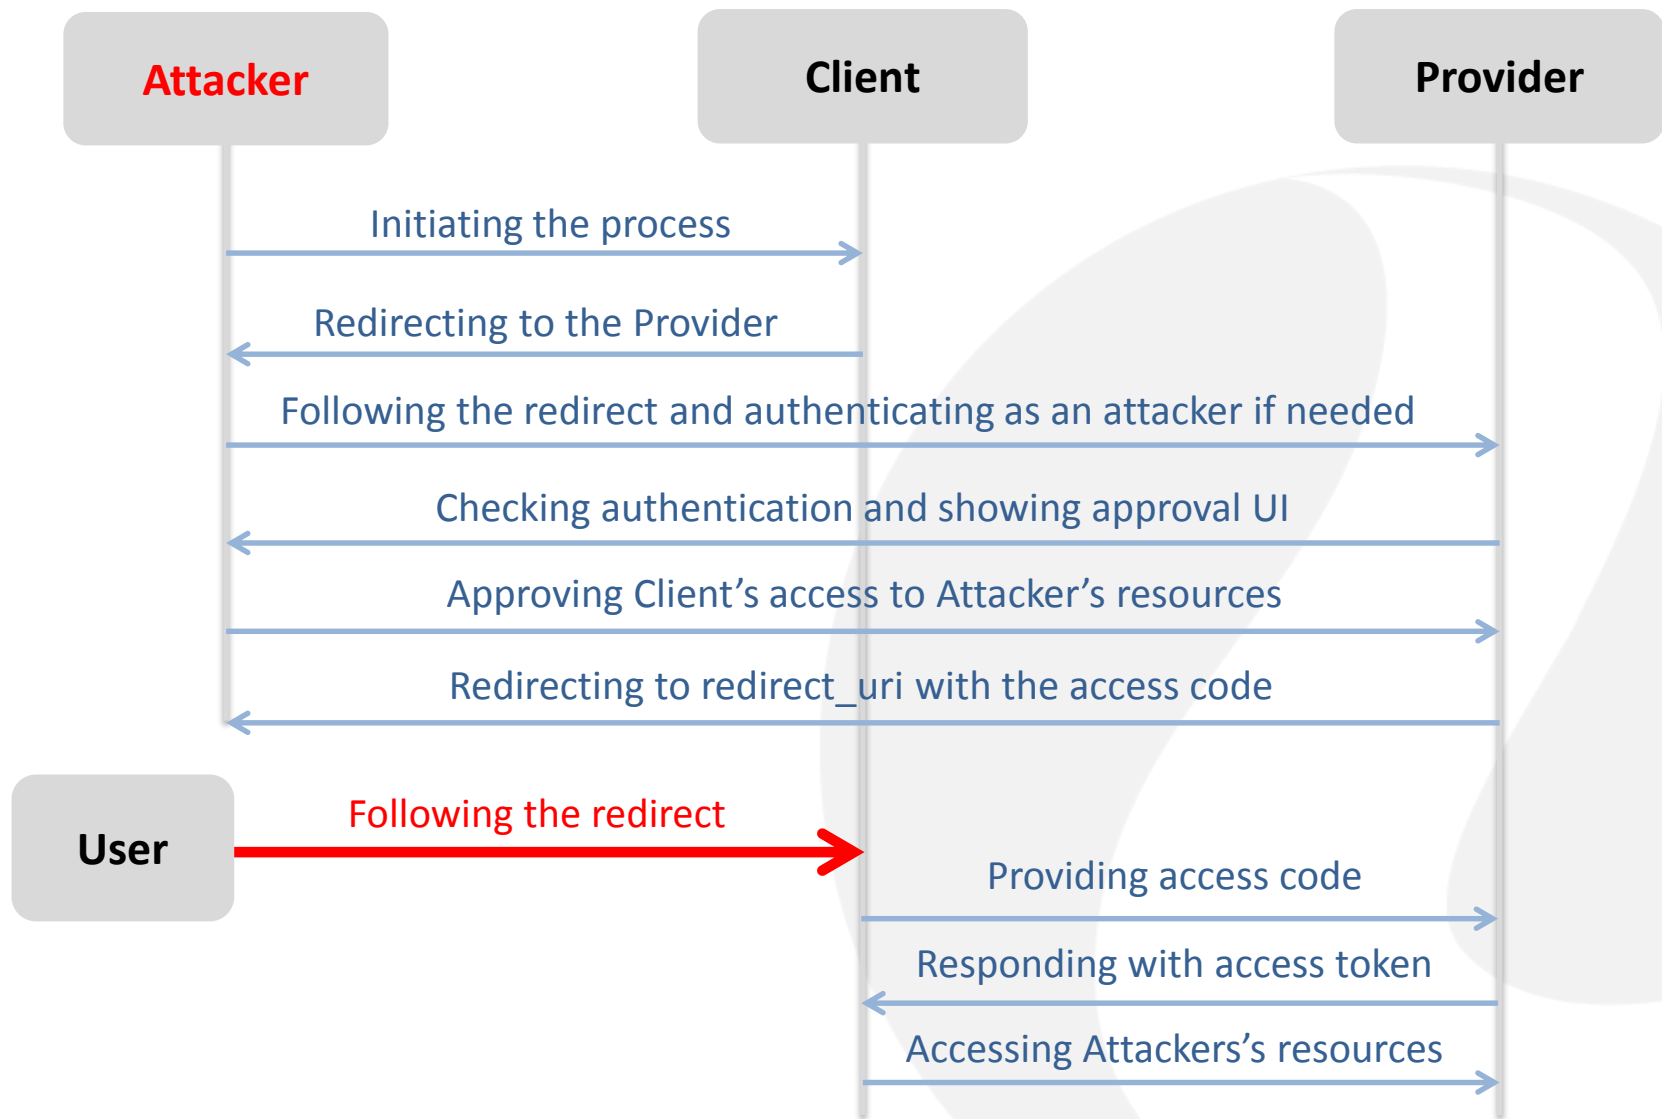 Attacker
Client
Provider
Initiating the process
Redirecting to the Provider
Following the redirect and authenticating as an attacker if needed
Checking authentication and showing approval UI
Approving Client’s access to Attacker’s resources
Redirecting to redirect_uri with the access code
User
Following the redirect
Providing access code
Responding with access token
Accessing Attackers’s resources